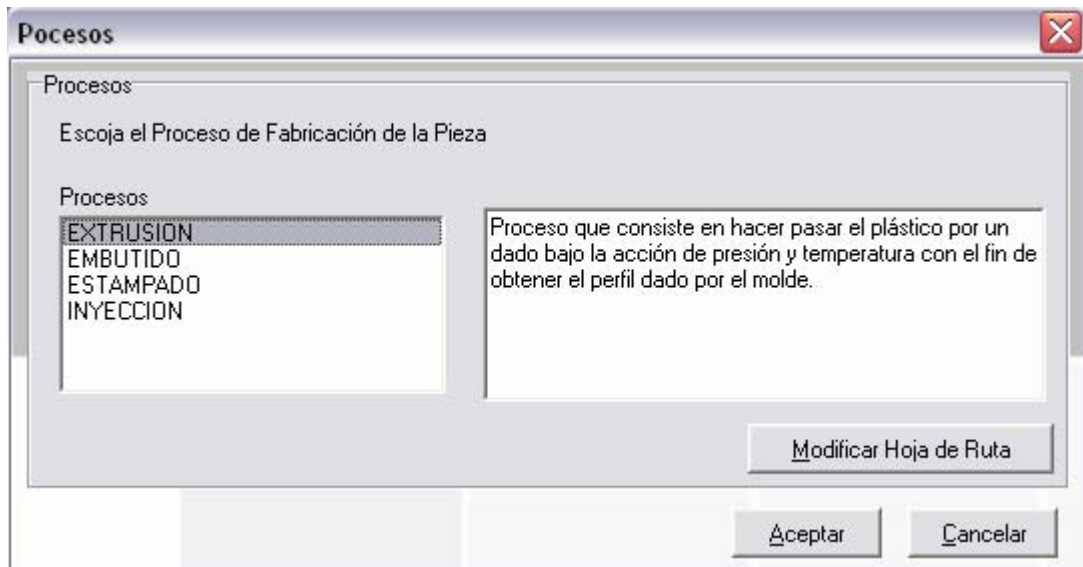 Pocesos
Procesos
Escoja el Proceso de Fabricación de la Pieza
Procesos
EXTRUSION
EMBUTIDO
ESTAMPADO
INYECCION
Proceso que consiste en hacer pasar el plástico por un
dado bajo la acción de presión y temperatura con el fin de
obtener el perfil dado por el molde.
Modificar Hoja de Ruta
Aceptar
Cancelar